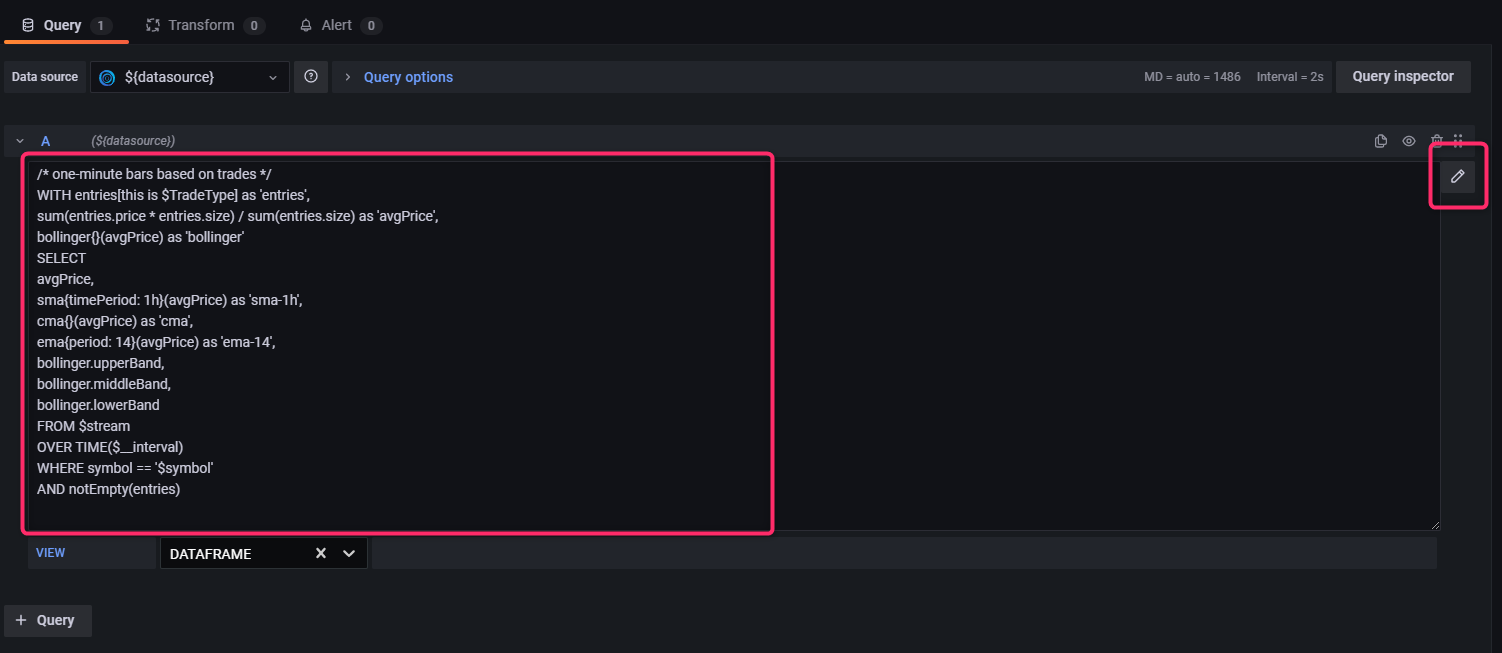 Query 1 Transform 0 Alert 0
Data source ${datasource} Query options MD = auto = 1486 Interval = 2s Query inspector
A (${datasource})
/* one-minute bars based on trades */
WITH entries[this is $TradeType] as 'entries',
sum(entries.price * entries.size) / sum(entries.size) as 'avgPrice',
bollinger{}(avgPrice) as 'bollinger'
SELECT
avgPrice,
sma{timePeriod: 1h}(avgPrice) as 'sma-1h',
cma{}(avgPrice) as 'cma',
ema{period: 14}(avgPrice) as 'ema-14',
bollinger.upperBand,
bollinger.middleBand,
bollinger.lowerBand
FROM $stream
OVER TIME($__interval)
WHERE symbol == '$symbol'
AND notEmpty(entries)
VIEW DATAFRAME
+ Query